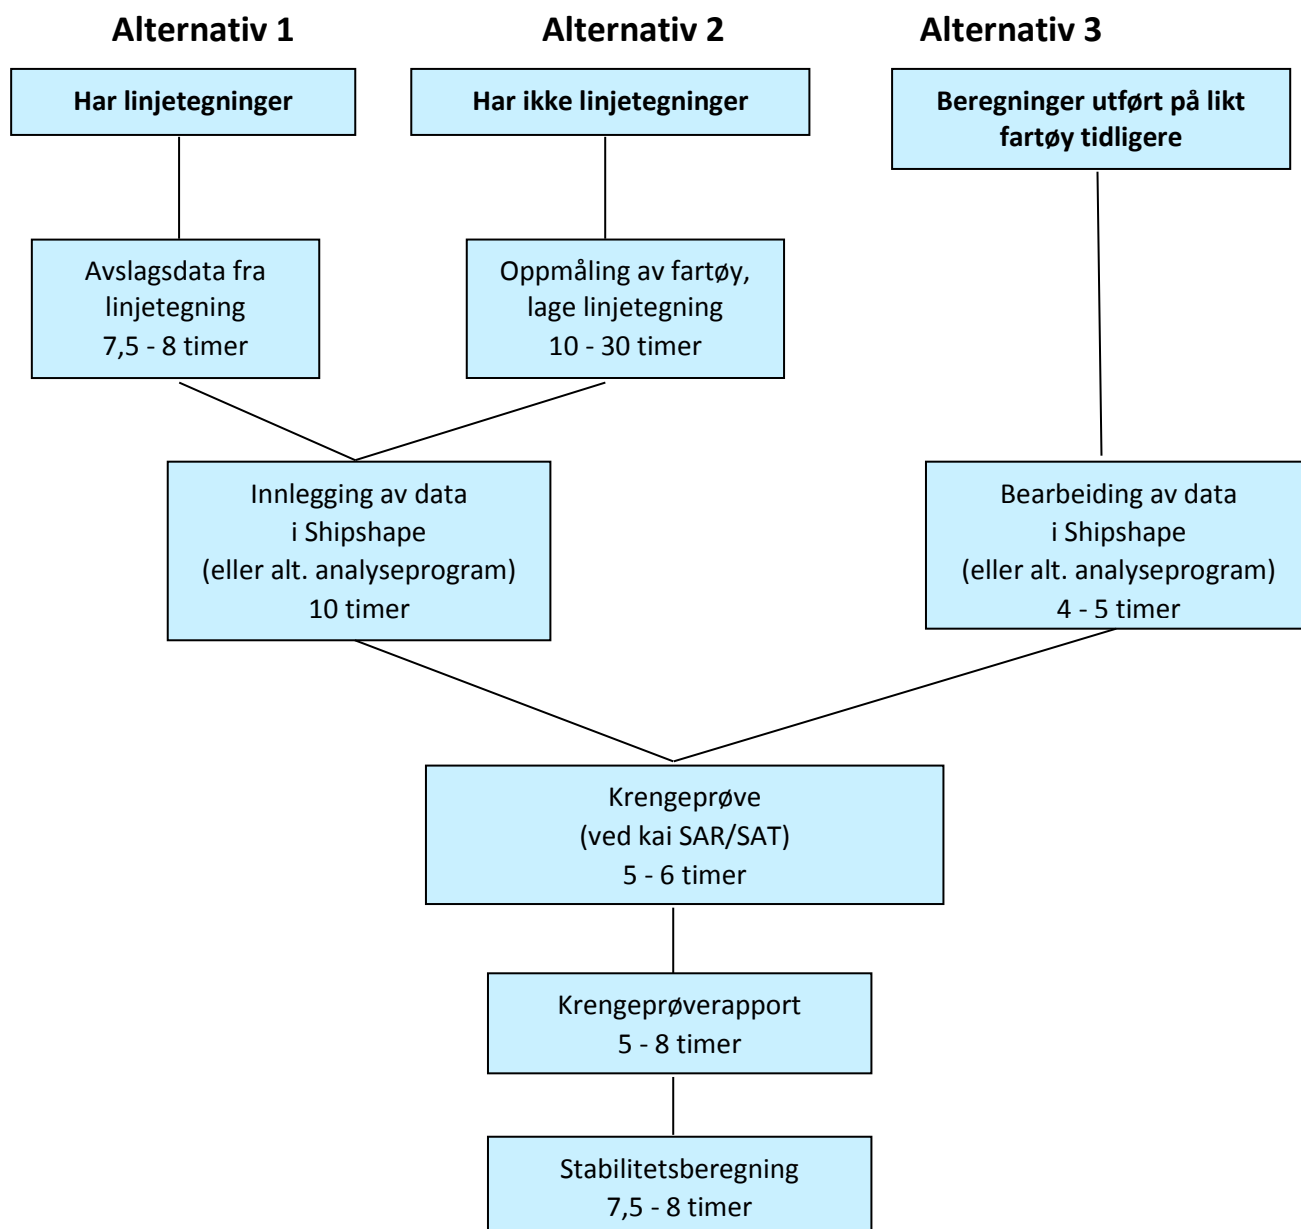 Alternativ 1
Alternativ 2
Alternativ 3
Har linjetegninger
Har ikke linjetegninger
Beregninger utført på likt
fartøy tidligere
Avslagsdata fra
linjetegning
7,5 - 8 timer
Oppmåling av fartøy,
lage linjetegning
10 - 30 timer
Innlegging av data
i Shipshape
(eller alt. analyseprogram)
10 timer
Bearbeiding av data
i Shipshape
(eller alt. analyseprogram)
4 - 5 timer
Krengeprøve
(ved kai SAR/SAT)
5 - 6 timer
Krengeprøverapport
5 - 8 timer
Stabilitetsberegning
7,5 - 8 timer